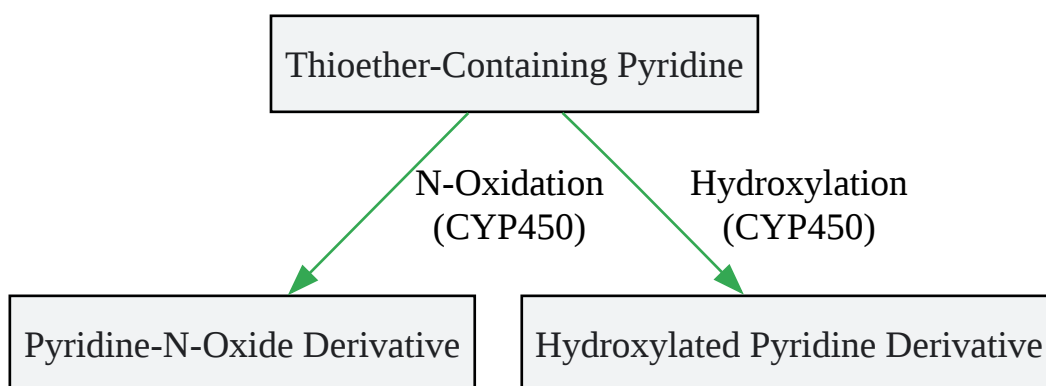 Thioether-Containing Pyridine
N-Oxidation
(CYP450)
Hydroxylation
(CYP450)
Pyridine-N-Oxide Derivative
Hydroxylated Pyridine Derivative